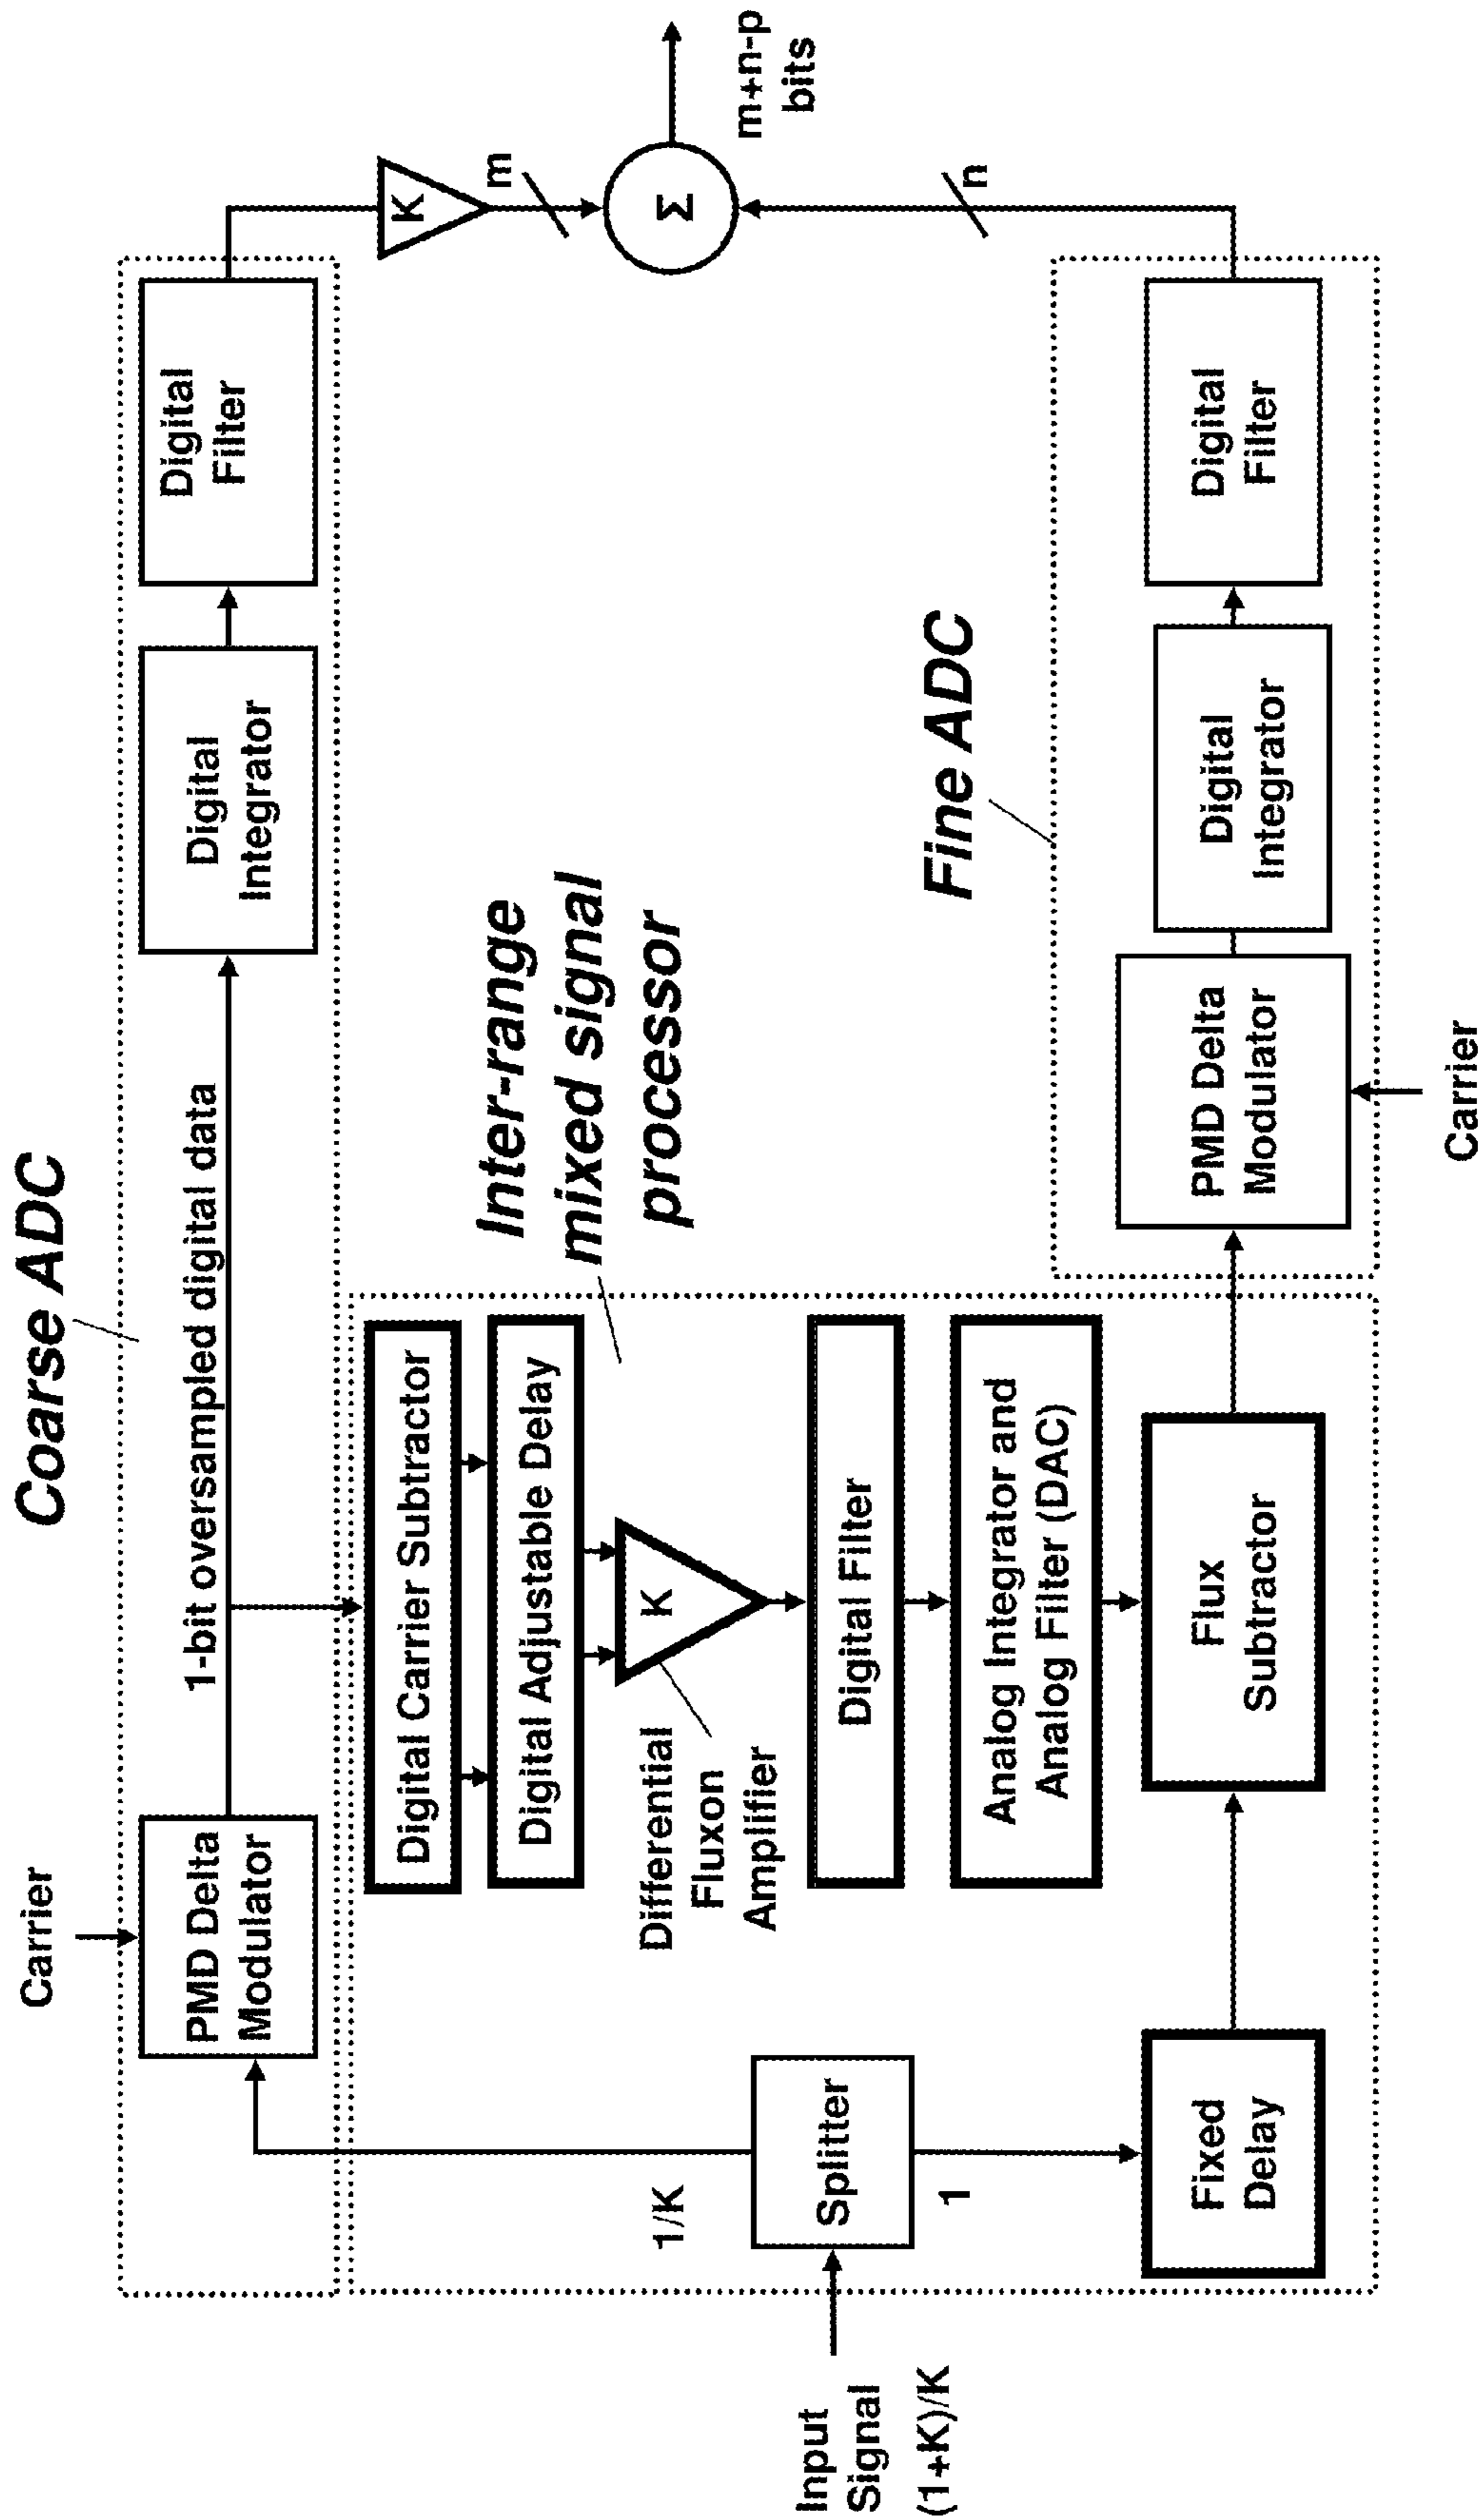 Coarse ADC
Carrier
PMD Delta
Modulator
1-bit oversampled digital data
Digital
Integrator
Digital
Filter
K
m
Σ
m+n-p
bits
n
Digital Carrier Subtractor
Digital Adjustable Delay
K
Differential
Fluxon
Amplifier
Digital Filter
Analog Integrator and
Analog Filter (DAC)
Inter-range
mixed signal
processor
Input
Signal
(1+K)/K
Splitter
1/K
1
Fixed
Delay
Flux
Subtractor
Fine ADC
PMD Delta
Modulator
Carrier
Digital
Integrator
Digital
Filter